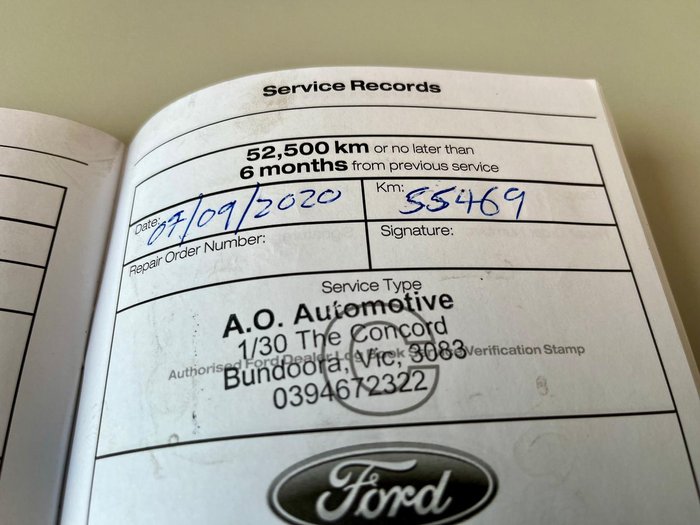 Service Records
52,500 km or no later than
6 months from previous service
Date: 07/09/2020
Km: 55469
Repair Order Number:
Signature:
Service Type
C
A.O. Automotive
1/30 The Concord
Authorised Ford Dealer Log Book Service Verification Stamp
Bundoora, Vic, 3083
0394672322
Ford